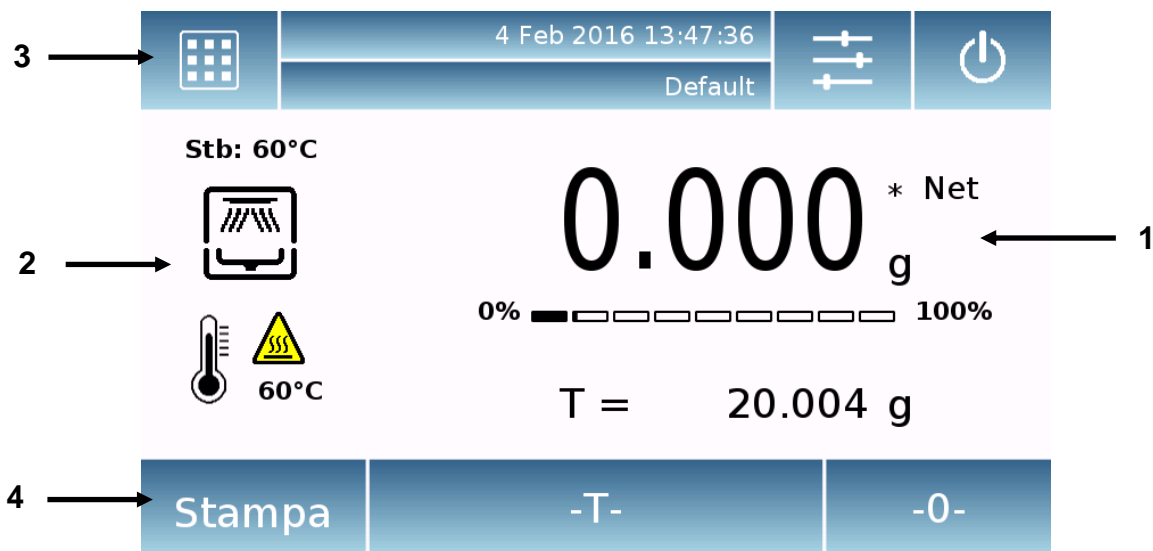 3
4 Feb 2016 13:47:36
Default
Stb: 60°C
0.000 * Net
g
1
2
0% 100%
60°C
T = 20.004 g
4
Stampa -T- -0-